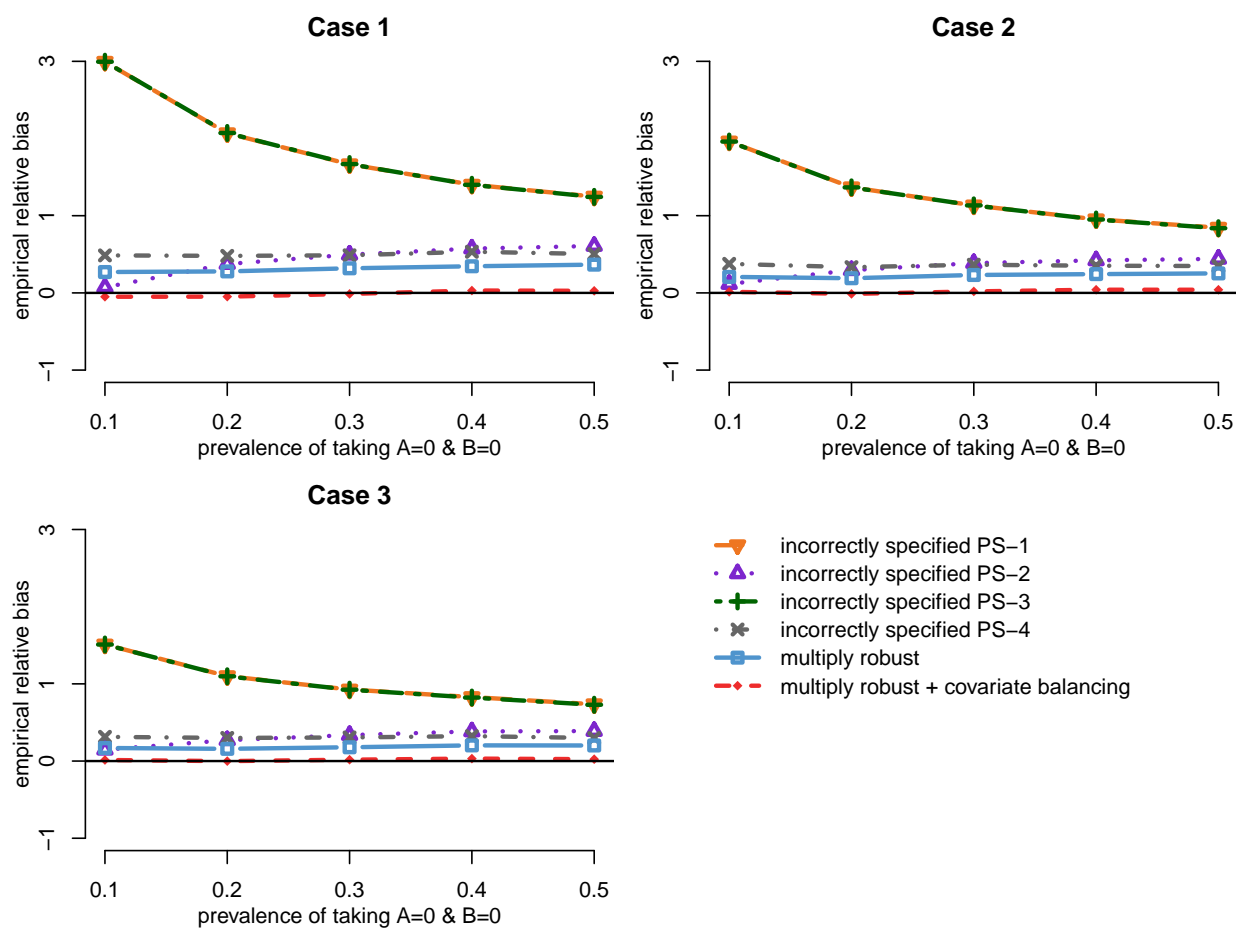 Case 1
3
1
0
−1
empirical relative bias
0.1 0.2 0.3 0.4 0.5
prevalence of taking A=0 & B=0
Case 2
3
1
0
−1
empirical relative bias
0.1 0.2 0.3 0.4 0.5
prevalence of taking A=0 & B=0
Case 3
3
1
0
−1
empirical relative bias
0.1 0.2 0.3 0.4 0.5
prevalence of taking A=0 & B=0
incorrectly specified PS−1
incorrectly specified PS−2
incorrectly specified PS−3
incorrectly specified PS−4
multiply robust
multiply robust + covariate balancing